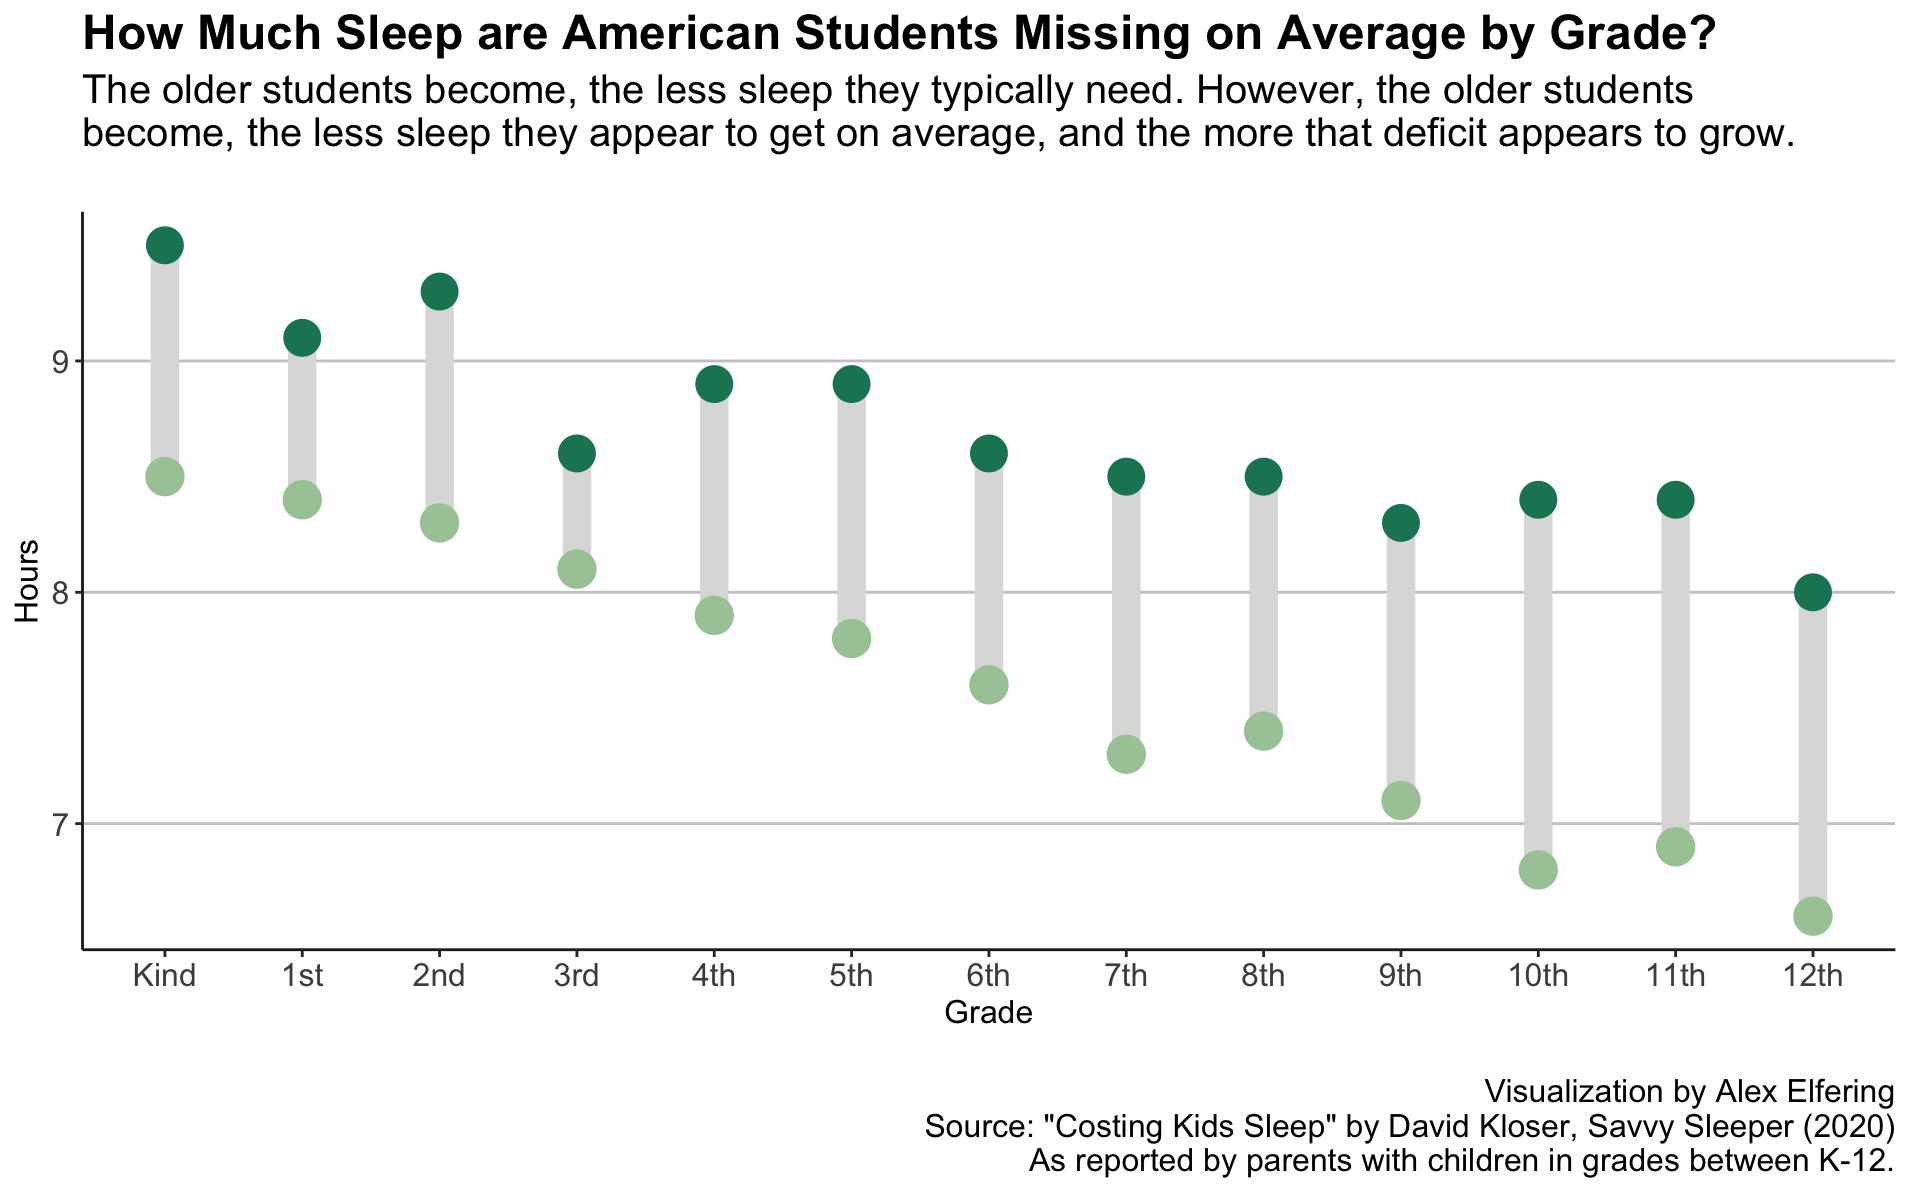 How Much Sleep are American Students Missing on Average by Grade?
The older students become, the less sleep they typically need. However, the older students
become, the less sleep they appear to get on average, and the more that deficit appears to grow.
9
8
7
Hours
Kind 1st 2nd 3rd 4th 5th 6th 7th 8th 9th 10th 11th 12th
Grade
Visualization by Alex Elfering
Source: "Costing Kids Sleep" by David Kloser, Savvy Sleeper (2020)
As reported by parents with children in grades between K-12.